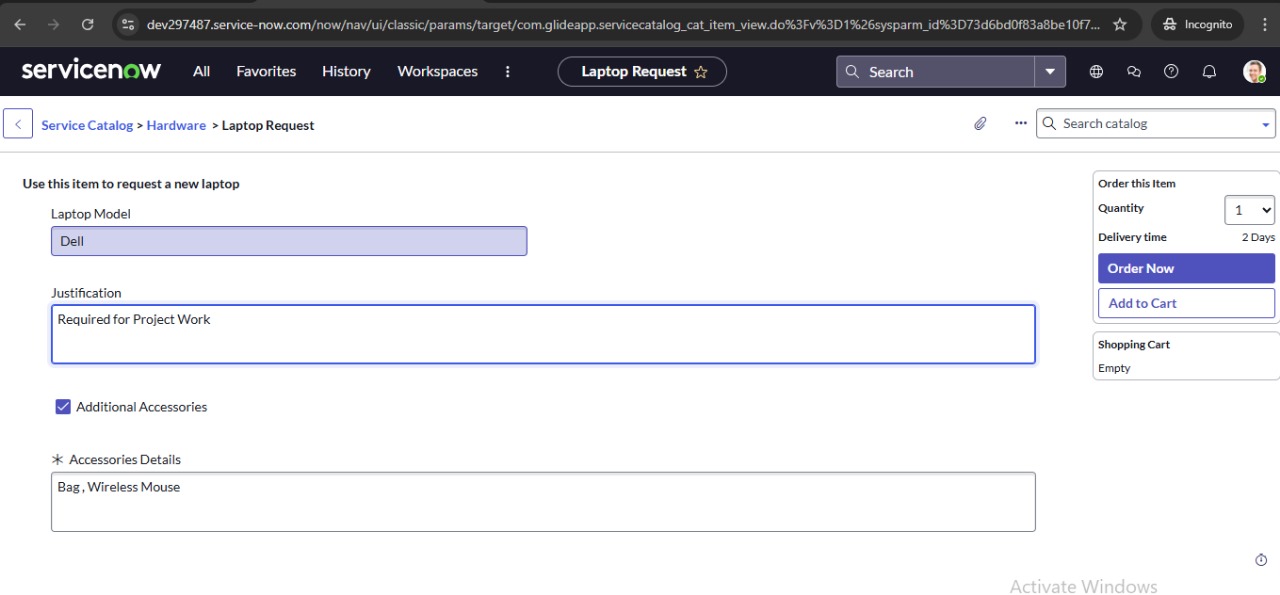 dev297487.service-now.com/now/nav/ui/classic/params/target/com.glideapp.servicecatalog_cat_item_view.do%3Fv%3D1%26sysparm_id%3D73d6bd0f83a8be10f7...
Incognito
servicenow All Favorites History Workspaces Laptop Request Search
Service Catalog > Hardware > Laptop Request Search catalog
Use this item to request a new laptop
Laptop Model
Dell
Justification
Required for Project Work
Additional Accessories
* Accessories Details
Bag , Wireless Mouse
Order this Item
Quantity 1
Delivery time 2 Days
Order Now
Add to Cart
Shopping Cart
Empty
Activate Windows